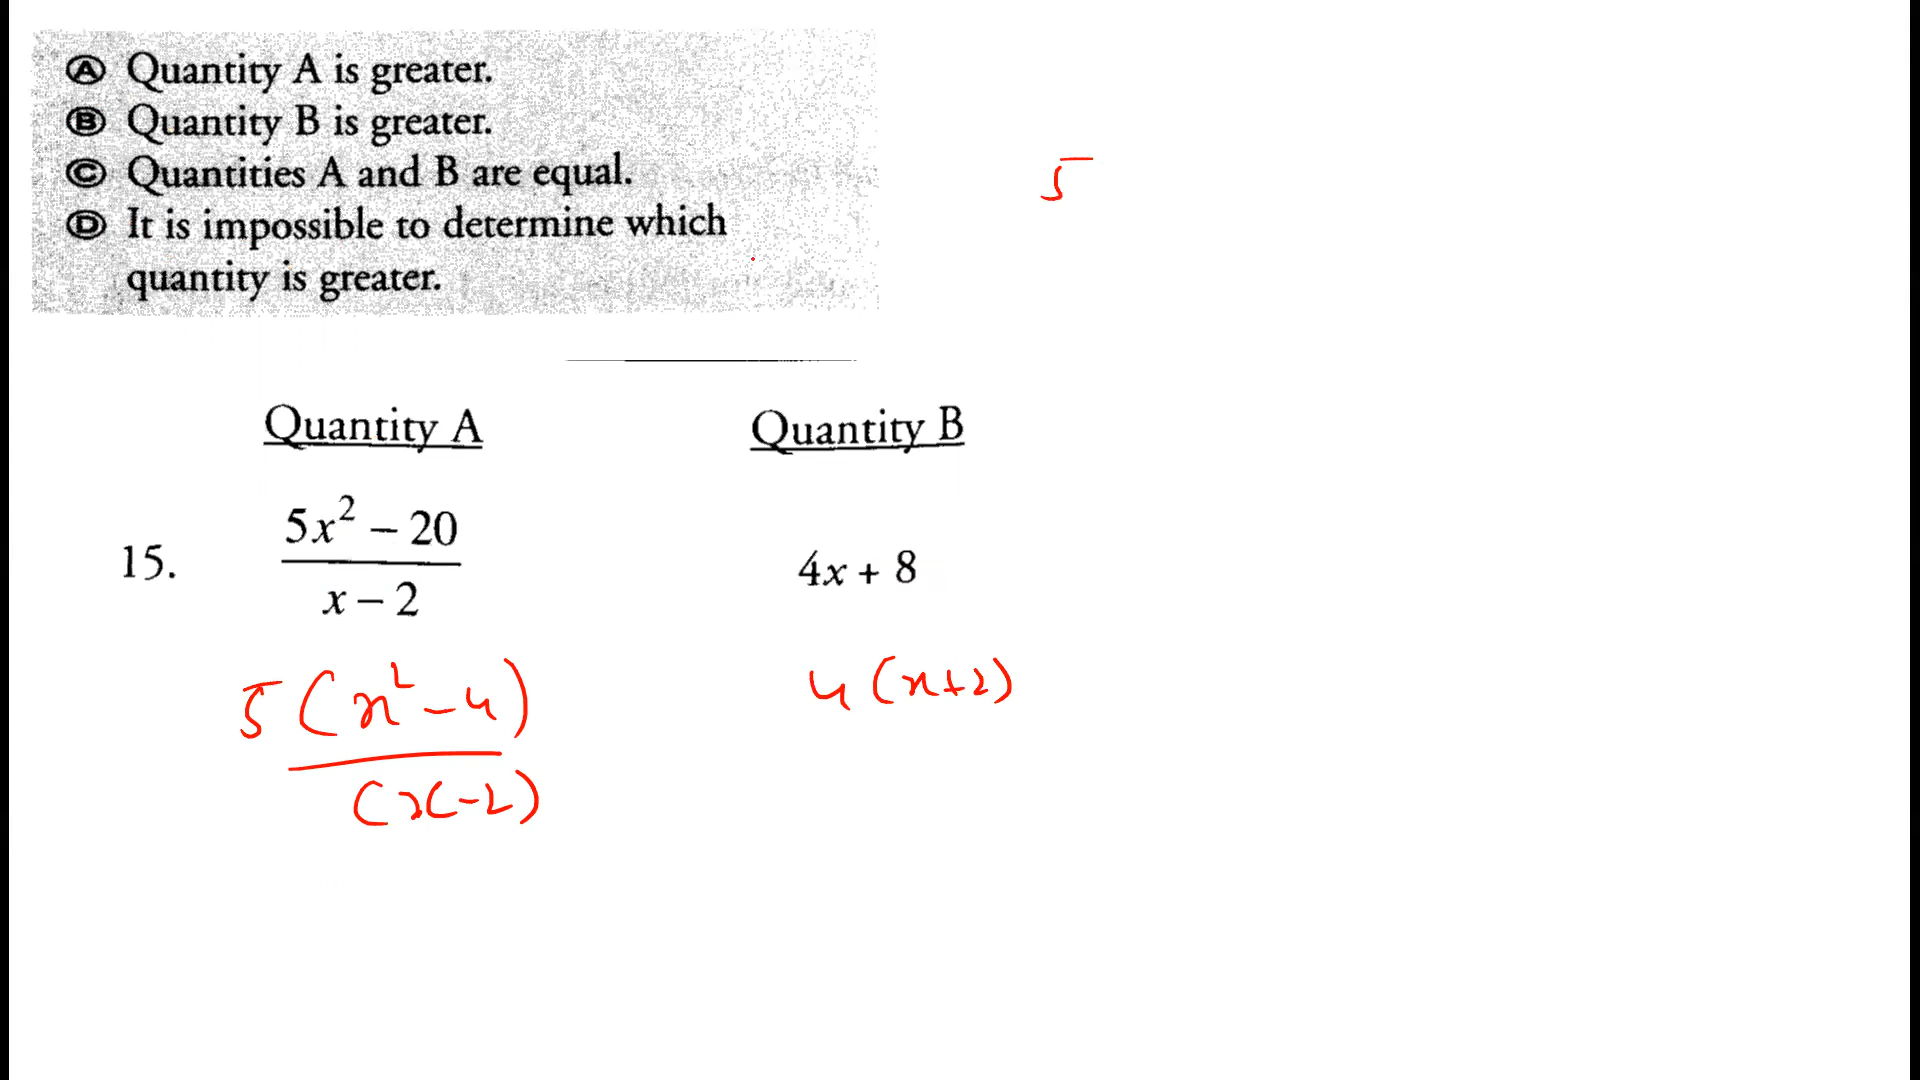 Ⓐ Quantity A is greater.
Ⓑ Quantity B is greater.
Ⓒ Quantities A and B are equal.
Ⓓ It is impossible to determine which
quantity is greater.
5
Quantity A Quantity B
15. (5x² – 20)/(x – 2) 4x + 8
5(x² – 4)/(x – 2) 4(x+2)